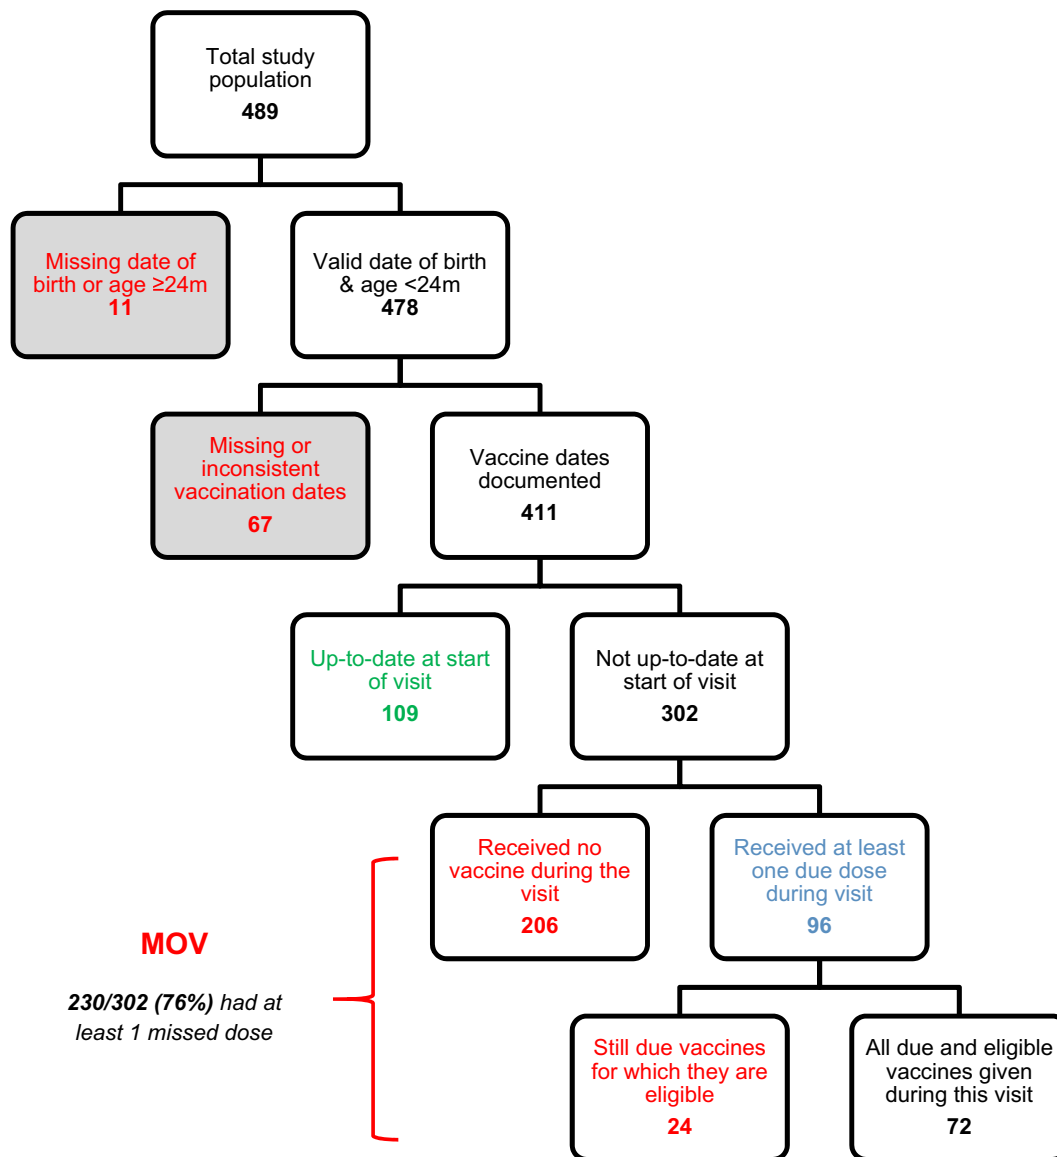 Total study
population
489
Missing date of
birth or age ≥24m
11
Valid date of birth
& age <24m
478
Missing or
inconsistent
vaccination dates
67
Vaccine dates
documented
411
Up-to-date at start
of visit
109
Not up-to-date at
start of visit
302
Received no
vaccine during the
visit
206
Received at least
one due dose
during visit
96
MOV
230/302 (76%) had at
least 1 missed dose
Still due vaccines
for which they are
eligible
24
All due and eligible
vaccines given
during this visit
72